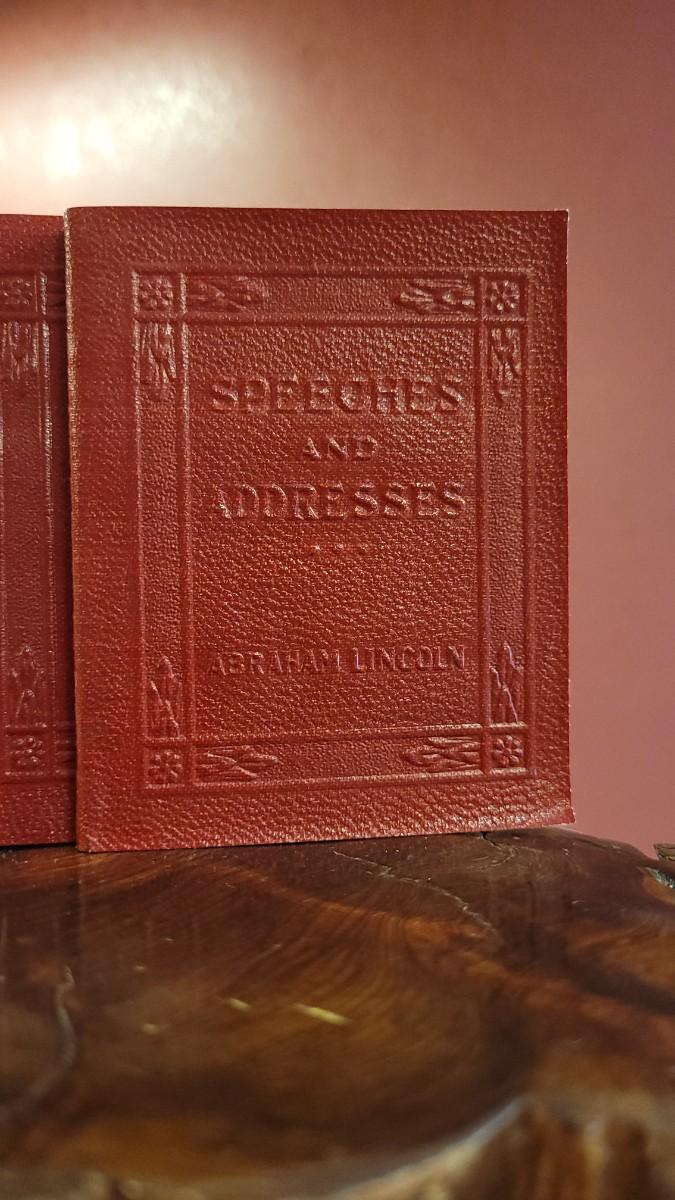 SPEECHES
AND
ADDRESSES
ABRAHAM LINCOLN